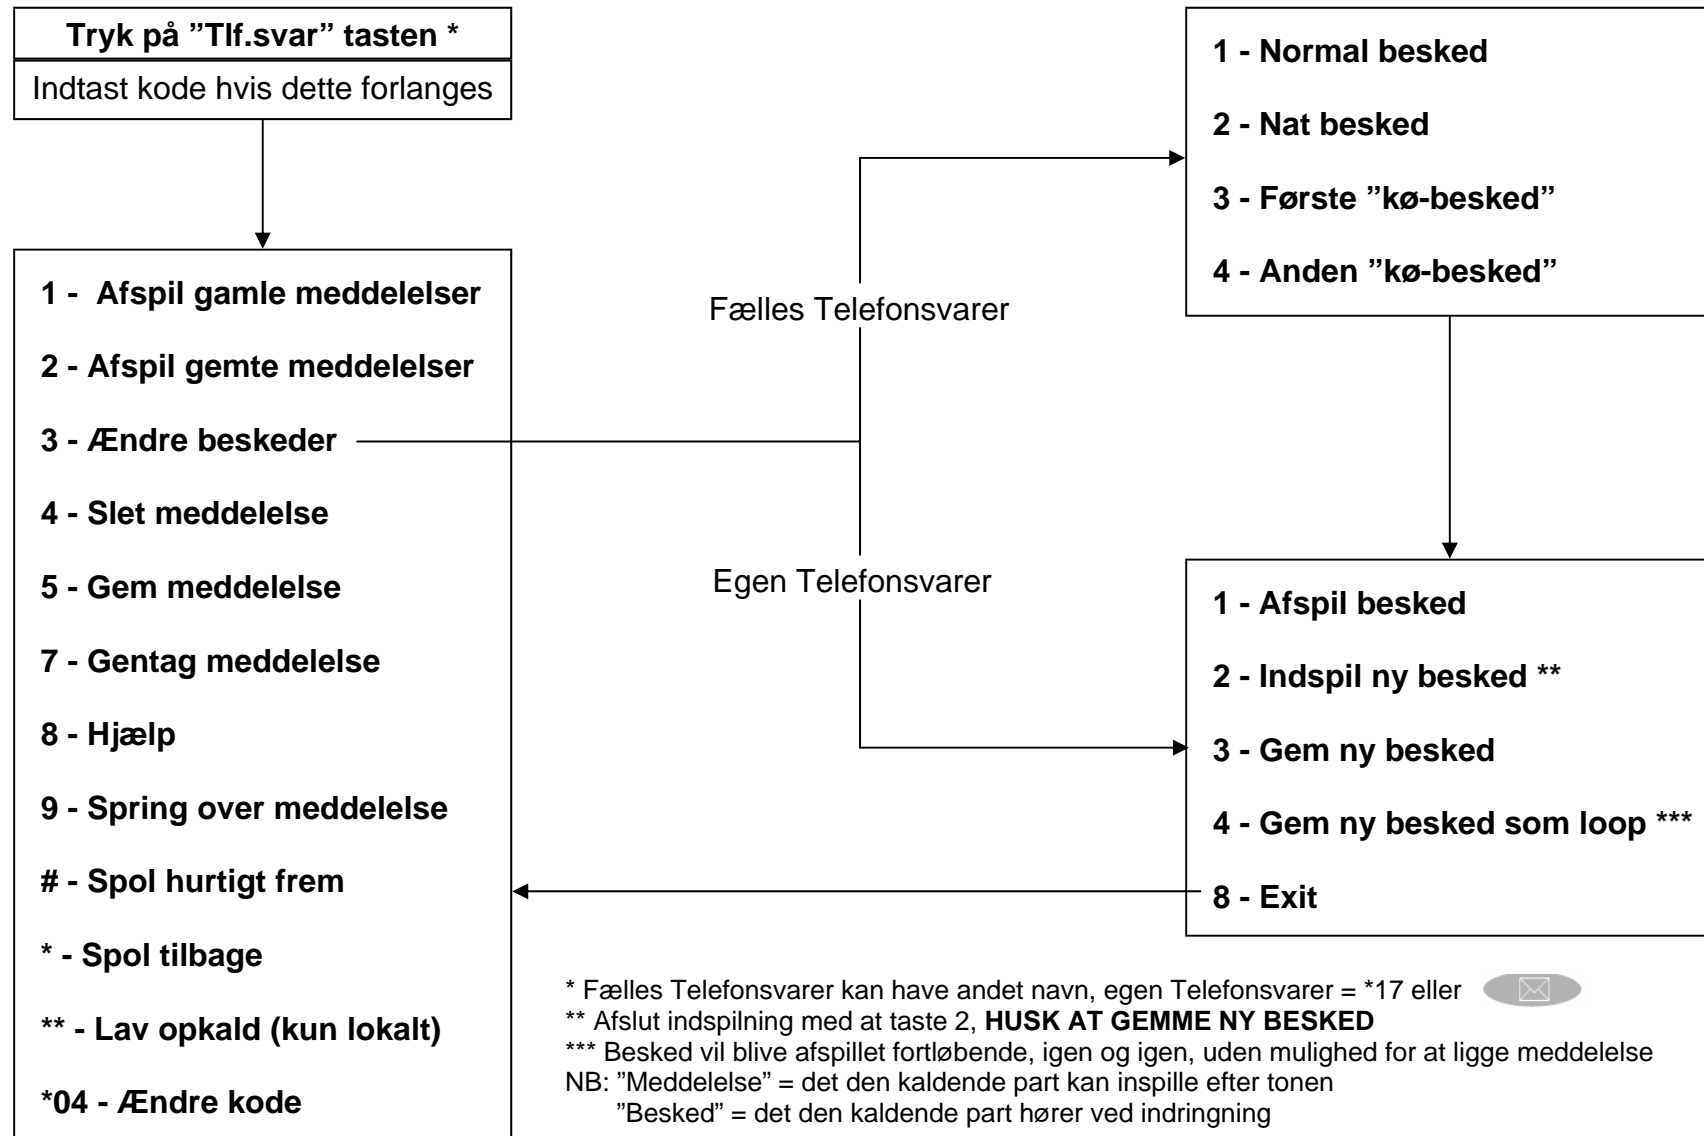 Tryk på ”Tlf.svar” tasten *
Indtast kode hvis dette forlanges
1 - Afspil gamle meddelelser
2 - Afspil gemte meddelelser
3 - Ændre beskeder
4 - Slet meddelelse
5 - Gem meddelelse
7 - Gentag meddelelse
8 - Hjælp
9 - Spring over meddelelse
# - Spol hurtigt frem
* - Spol tilbage
** - Lav opkald (kun lokalt)
*04 - Ændre kode
Fælles Telefonsvarer
Egen Telefonsvarer
1 - Normal besked
2 - Nat besked
3 - Første ”kø-besked”
4 - Anden ”kø-besked”
1 - Afspil besked
2 - Indspil ny besked **
3 - Gem ny besked
4 - Gem ny besked som loop ***
8 - Exit
* Fælles Telefonsvarer kan have andet navn, egen Telefonsvarer = *17 eller
** Afslut indspilning med at taste 2, HUSK AT GEMME NY BESKED
*** Besked vil blive afspillet fortløbende, igen og igen, uden mulighed for at ligge meddelelse
NB: ”Meddelelse” = det den kaldende part kan inspille efter tonen
”Besked” = det den kaldende part hører ved indringning